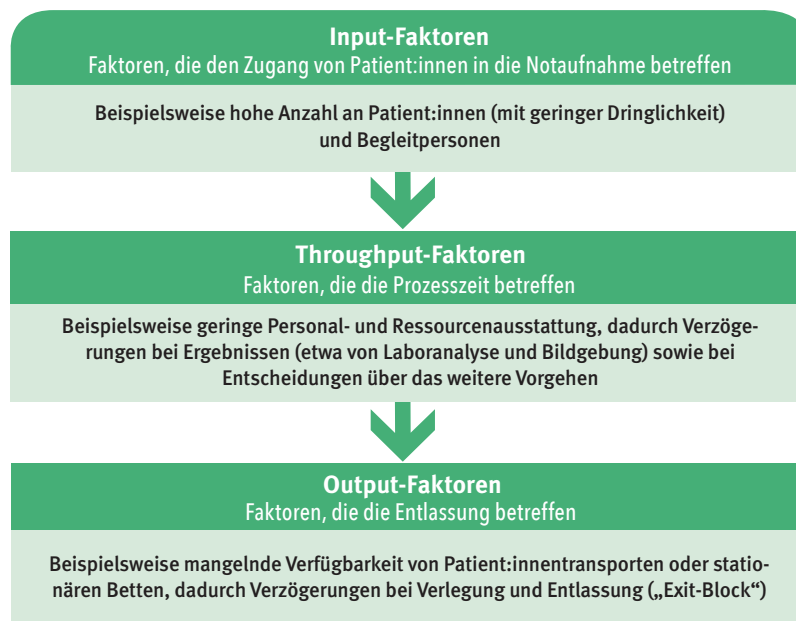 Input-Faktoren
Faktoren, die den Zugang von Patient:innen in die Notaufnahme betreffen
Beispielsweise hohe Anzahl an Patient:innen (mit geringer Dringlichkeit)
und Begleitpersonen
Throughput-Faktoren
Faktoren, die die Prozesszeit betreffen
Beispielsweise geringe Personal- und Ressourcenausstattung, dadurch Verzöge-
rungen bei Ergebnissen (etwa von Laboranalyse und Bildgebung) sowie bei
Entscheidungen über das weitere Vorgehen
Output-Faktoren
Faktoren, die die Entlassung betreffen
Beispielsweise mangelnde Verfügbarkeit von Patient:innentransporten oder statio-
nären Betten, dadurch Verzögerungen bei Verlegung und Entlassung („Exit-Block“)